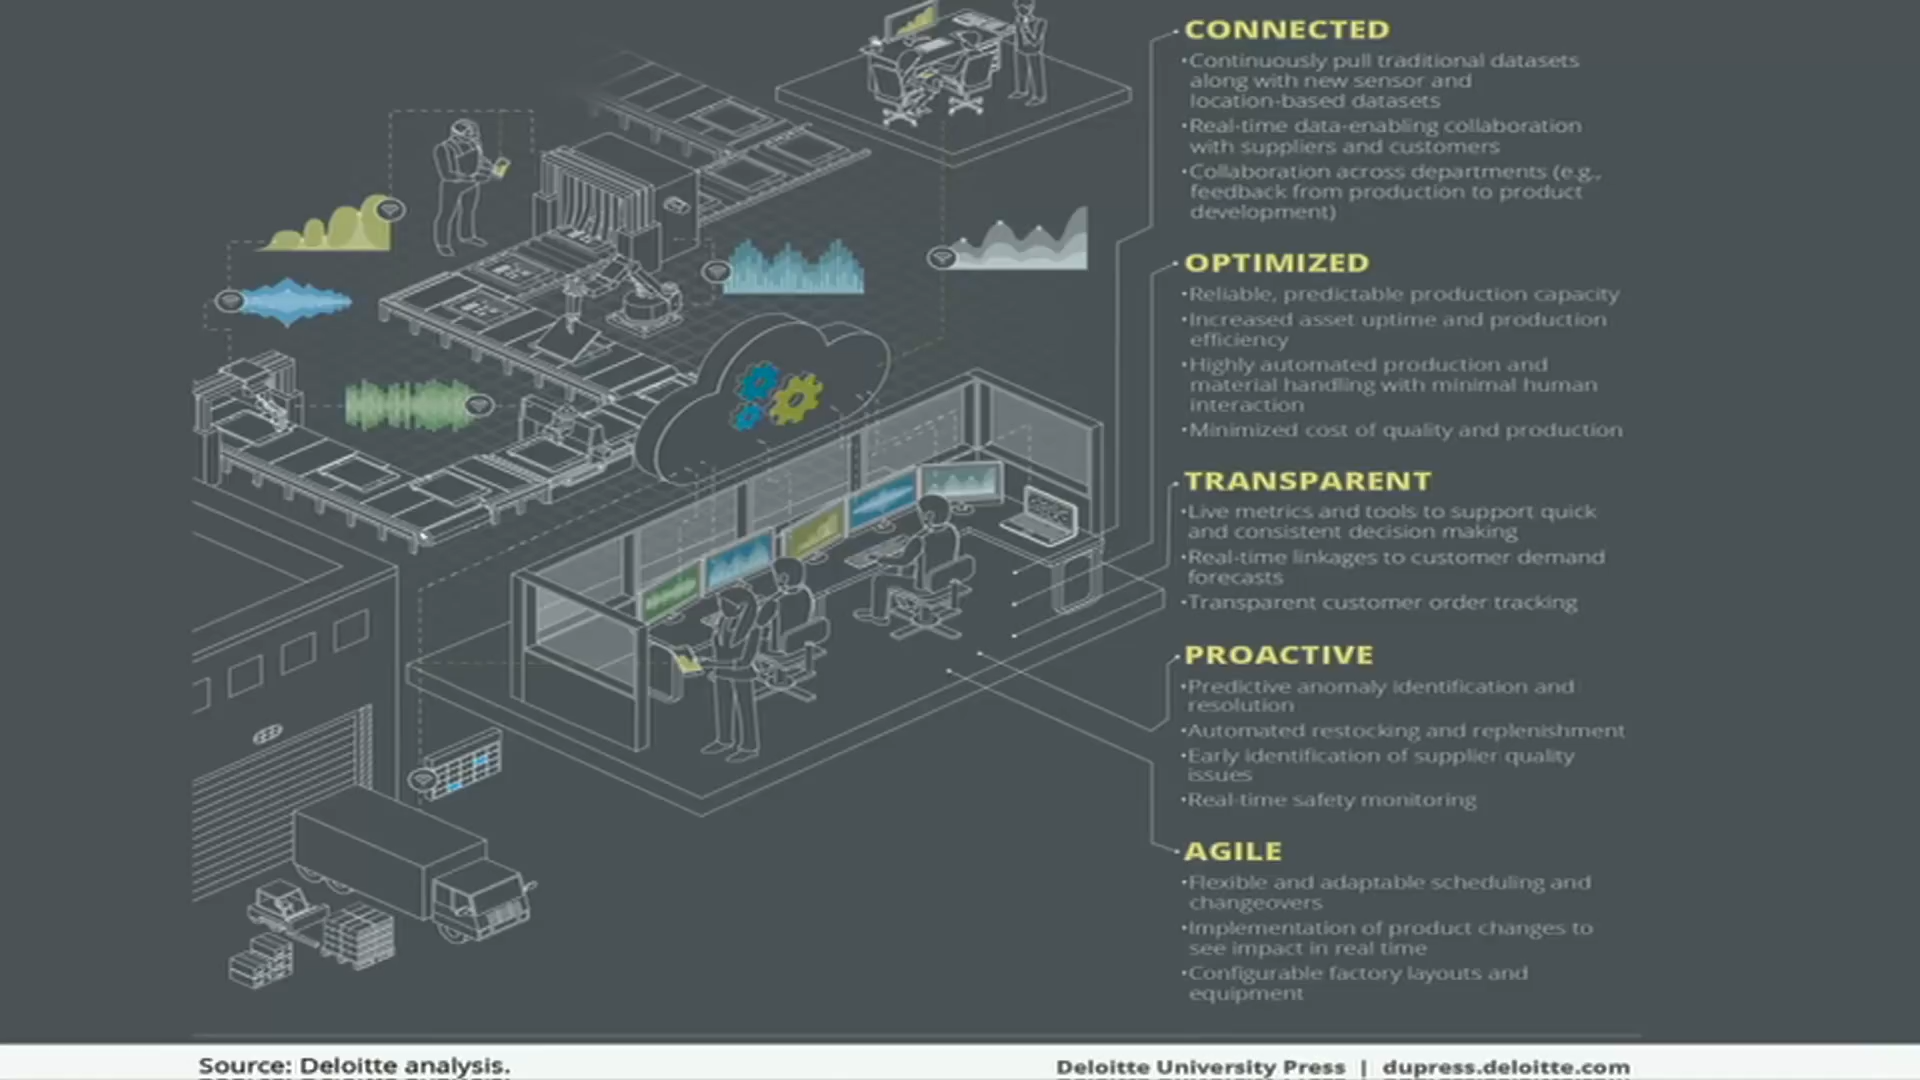 CONNECTED
•Continuously pull traditional datasets
along with new sensor and
location-based datasets
•Real-time data-enabling collaboration
with suppliers and customers
•Collaboration across departments (e.g.,
feedback from production to product
development)
OPTIMIZED
•Reliable, predictable production capacity
•Increased asset uptime and production
efficiency
•Highly automated production and
material handling with minimal human
interaction
•Minimized cost of quality and production
TRANSPARENT
•Live metrics and tools to support quick
and consistent decision making
•Real-time linkages to customer demand
forecasts
•Transparent customer order tracking
PROACTIVE
•Predictive anomaly identification and
resolution
•Automated restocking and replenishment
•Early identification of supplier quality
issues
•Real-time safety monitoring
AGILE
•Flexible and adaptable scheduling and
changeovers
•Implementation of product changes to
see impact in real time
•Configurable factory layouts and
equipment
Source: Deloitte analysis.
Deloitte University Press | dupress.deloitte.com